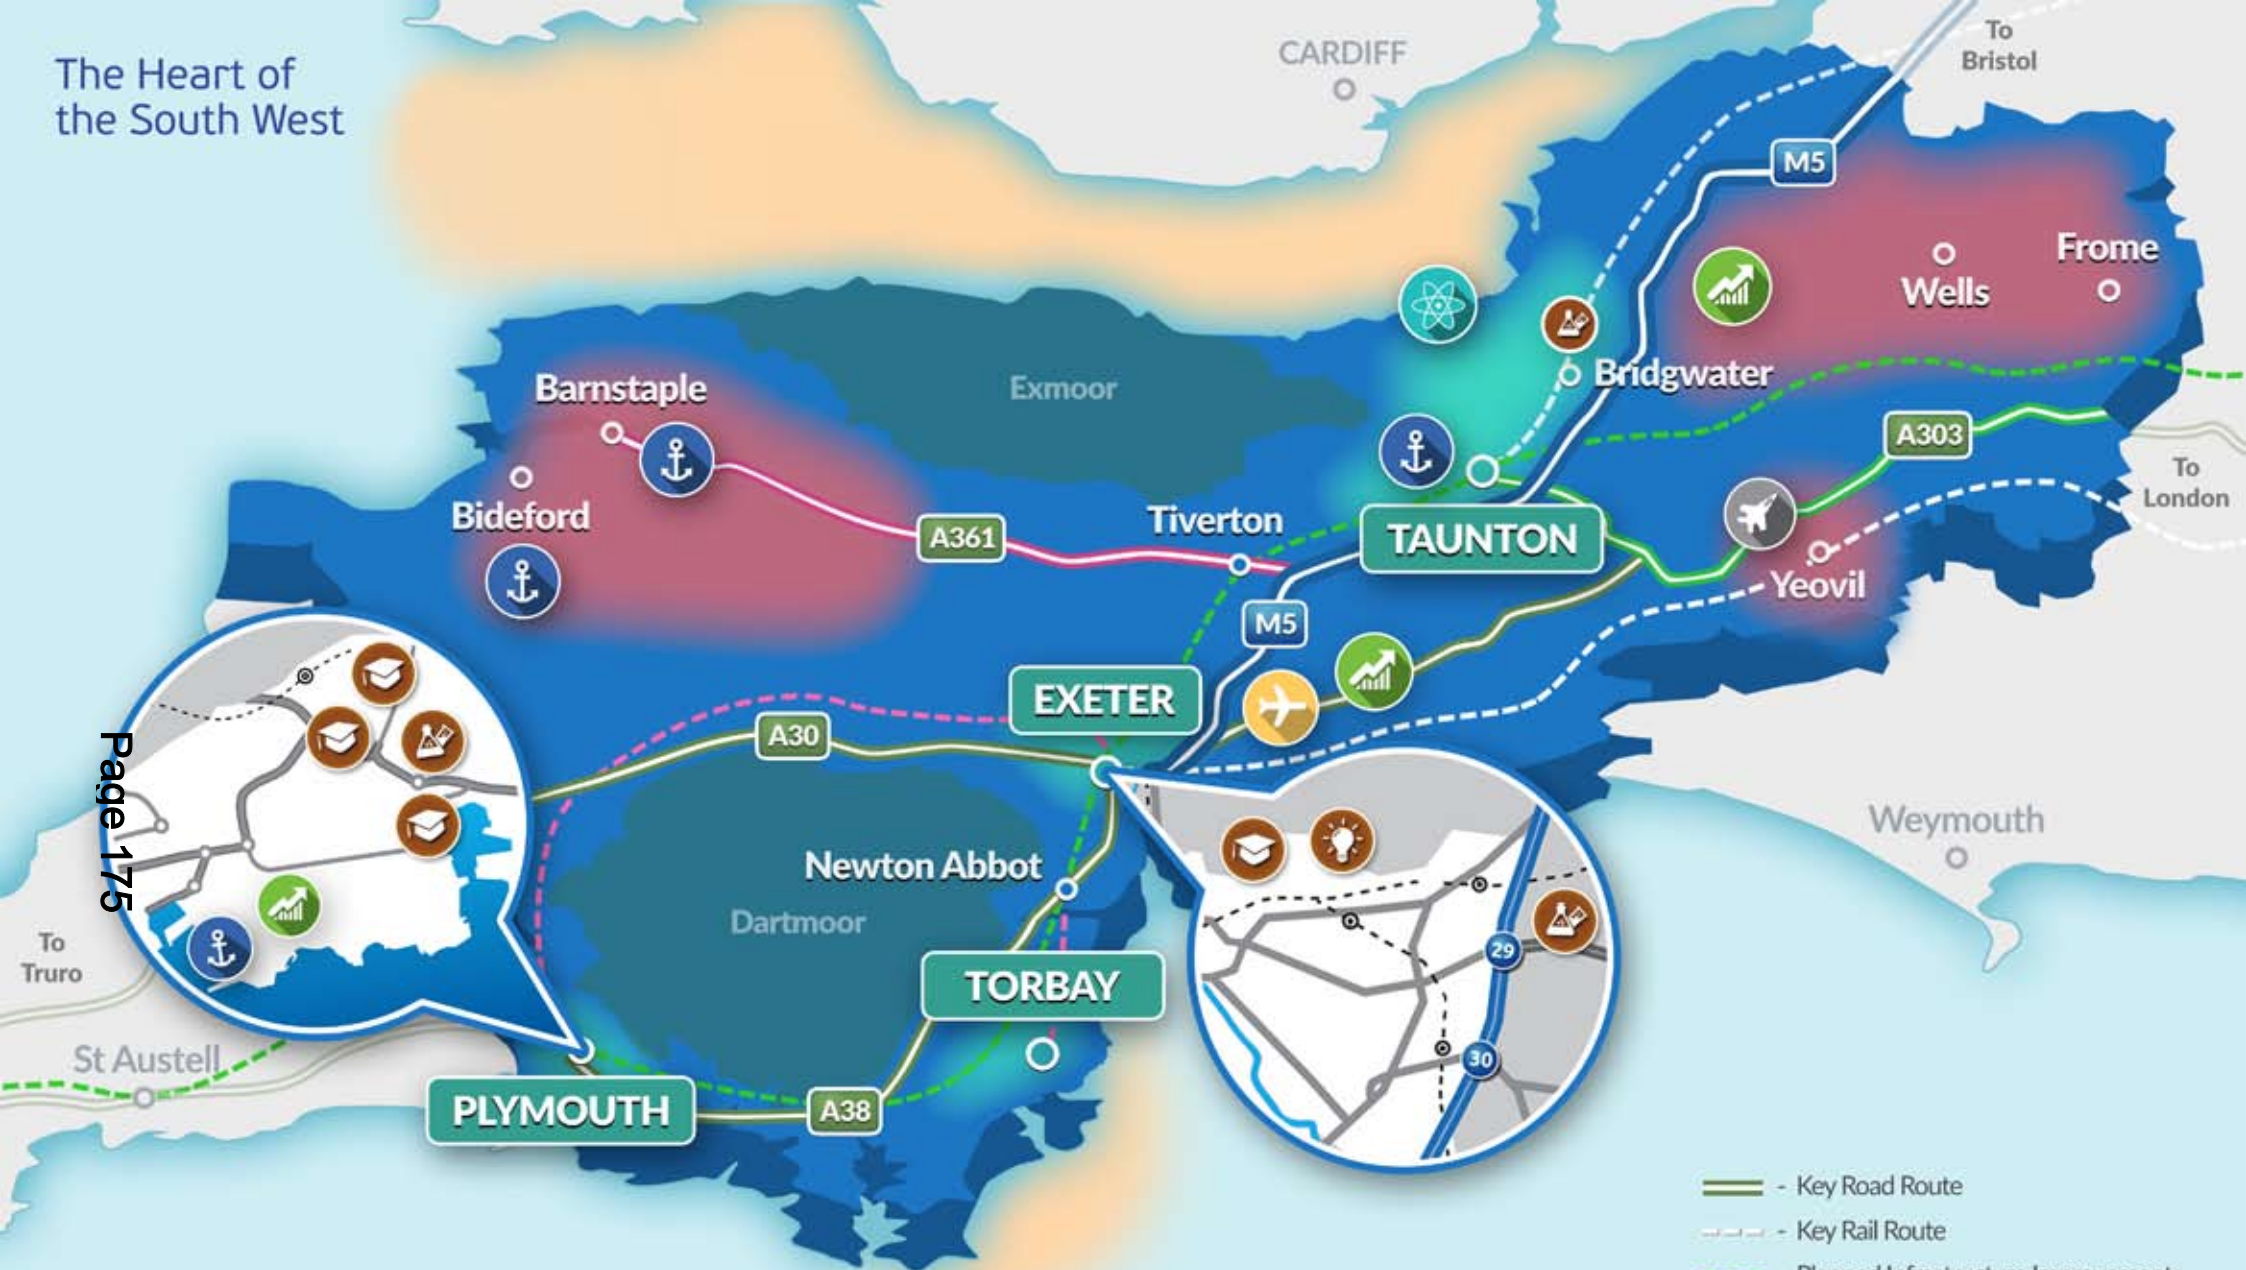 The Heart of
the South West
CARDIFF
To
Bristol
M5
Frome
Wells
Barnstaple
Exmoor
Bridgwater
A303
To
London
Bideford
A361
Tiverton
TAUNTON
Yeovil
M5
EXETER
A30
Page 175
Newton Abbot
Dartmoor
Weymouth
To
Truro
TORBAY
29
30
St Austell
PLYMOUTH
A38
- Key Road Route
- Key Rail Route